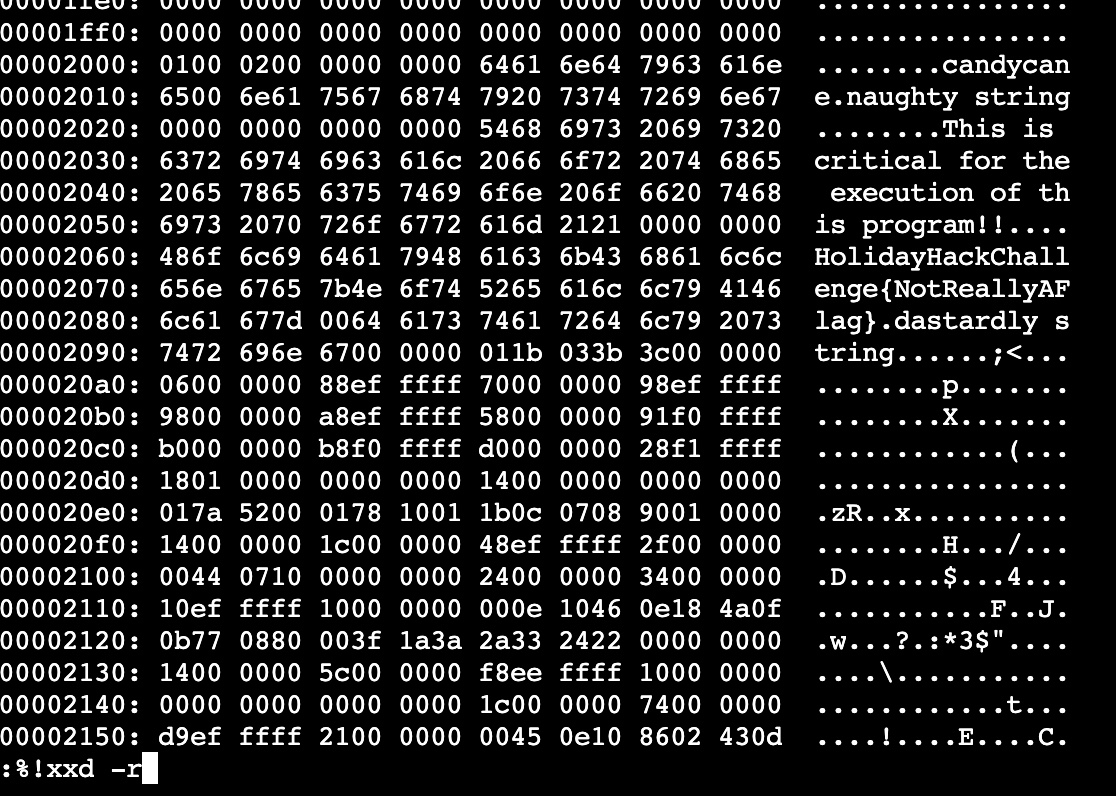 00001fe0: 0000 0000 0000 0000 0000 0000 0000 0000  ................
00001ff0: 0000 0000 0000 0000 0000 0000 0000 0000  ................
00002000: 0100 0200 0000 0000 6461 6e64 7963 616e  ........candycan
00002010: 6500 6e61 7567 6874 7920 7374 7269 6e67  e.naughty string
00002020: 0000 0000 0000 0000 5468 6973 2069 7320  ........This is 
00002030: 6372 6974 6963 616c 2066 6f72 2074 6865  critical for the
00002040: 2065 7865 6375 7469 6f6e 206f 6620 7468   execution of th
00002050: 6973 2070 726f 6772 616d 2121 0000 0000  is program!!....
00002060: 486f 6c69 6461 7948 6163 6b43 6861 6c6c  HolidayHackChall
00002070: 656e 6765 7b4e 6f74 5265 616c 6c79 4146  enge{NotReallyAF
00002080: 6c61 677d 0064 6173 7461 7264 6c79 2073  lag}.dastardly s
00002090: 7472 696e 6700 0000 011b 033b 3c00 0000  tring......;<...
000020a0: 0600 0000 88ef ffff 7000 0000 98ef ffff  ........p.......
000020b0: 9800 0000 a8ef ffff 5800 0000 91f0 ffff  ........X.......
000020c0: b000 0000 b8f0 ffff d000 0000 28f1 ffff  ............(...
000020d0: 1801 0000 0000 0000 1400 0000 0000 0000  ................
000020e0: 017a 5200 0178 1001 1b0c 0708 9001 0000  .zR..x..........
000020f0: 1400 0000 1c00 0000 48ef ffff 2f00 0000  ........H.../...
00002100: 0044 0710 0000 0000 2400 0000 3400 0000  .D......$...4...
00002110: 10ef ffff 1000 0000 000e 1046 0e18 4a0f  ...........F..J.
00002120: 0b77 0880 003f 1a3a 2a33 2422 0000 0000  .w...?.:*3$"....
00002130: 1400 0000 5c00 0000 f8ee ffff 1000 0000  ....\...........
00002140: 0000 0000 0000 0000 1c00 0000 7400 0000  ............t...
00002150: d9ef ffff 2100 0000 0045 0e10 8602 430d  ....!....E....C.
:%!xxd -r